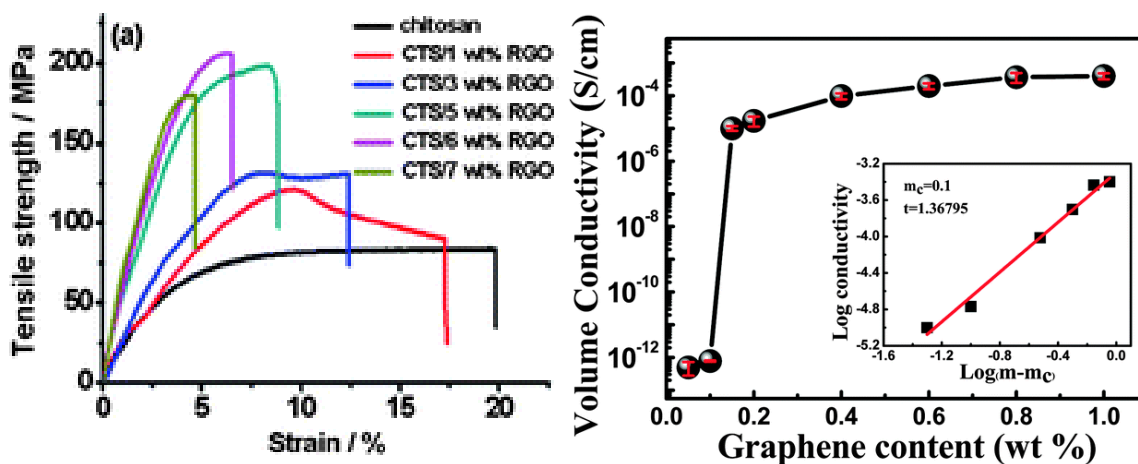 (a)
chitosan
CTS/1 wt% RGO
CTS/3 wt% RGO
CTS/5 wt% RGO
CTS/6 wt% RGO
CTS/7 wt% RGO
Tensile strength / MPa
200
150
100
50
0
0 5 10 15 20
Strain / %
Volume Conductivity (S/cm)
10⁻⁴
10⁻⁶
10⁻⁸
10⁻¹⁰
10⁻¹²
0.0 0.2 0.4 0.6 0.8 1.0
Graphene content (wt %)
mc=0.1
t=1.36795
Log conductivity
-3.2
-3.6
-4.0
-4.4
-4.8
-5.2
-1.6 -1.2 -0.8 -0.4 0.0
Log(m-mc)